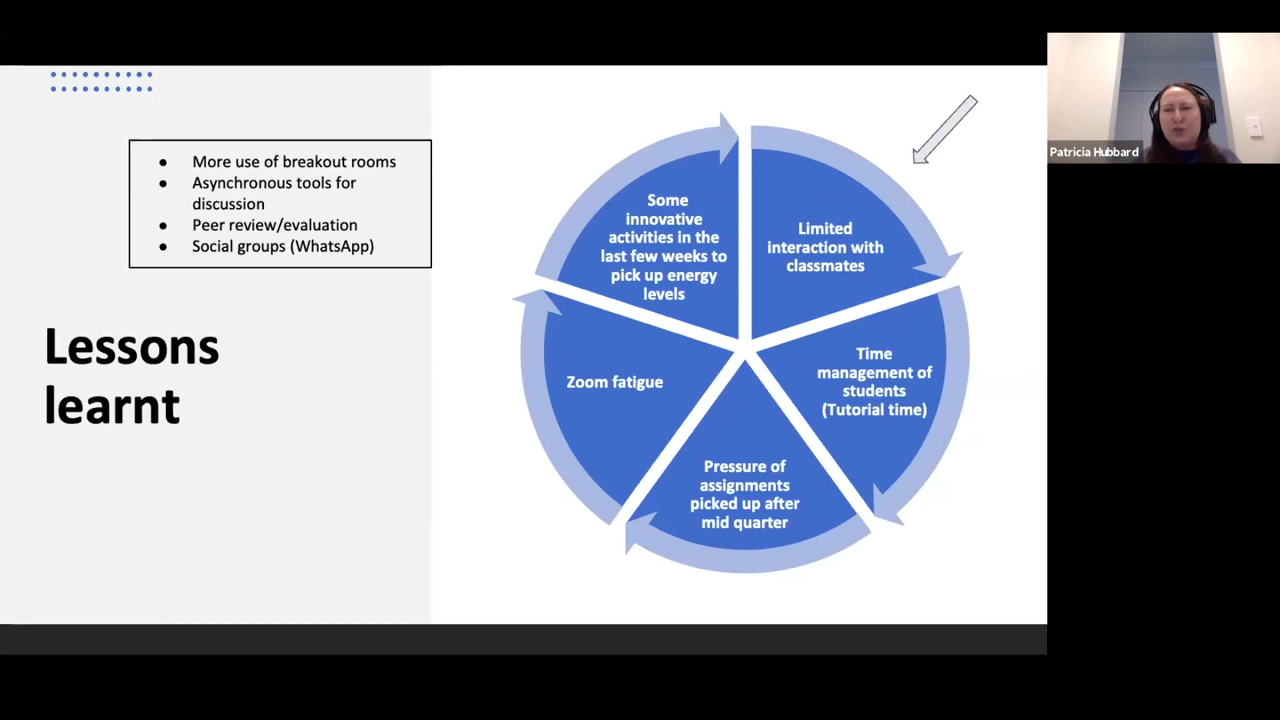 More use of breakout rooms
Asynchronous tools for
discussion
Peer review/evaluation
Social groups (WhatsApp)
Lessons
learnt
Some
innovative
activities in the
last few weeks to
pick up energy
levels
Limited
interaction with
classmates
Time
management of
students
(Tutorial time)
Pressure of
assignments
picked up after
mid quarter
Zoom fatigue
Patricia Hubbard